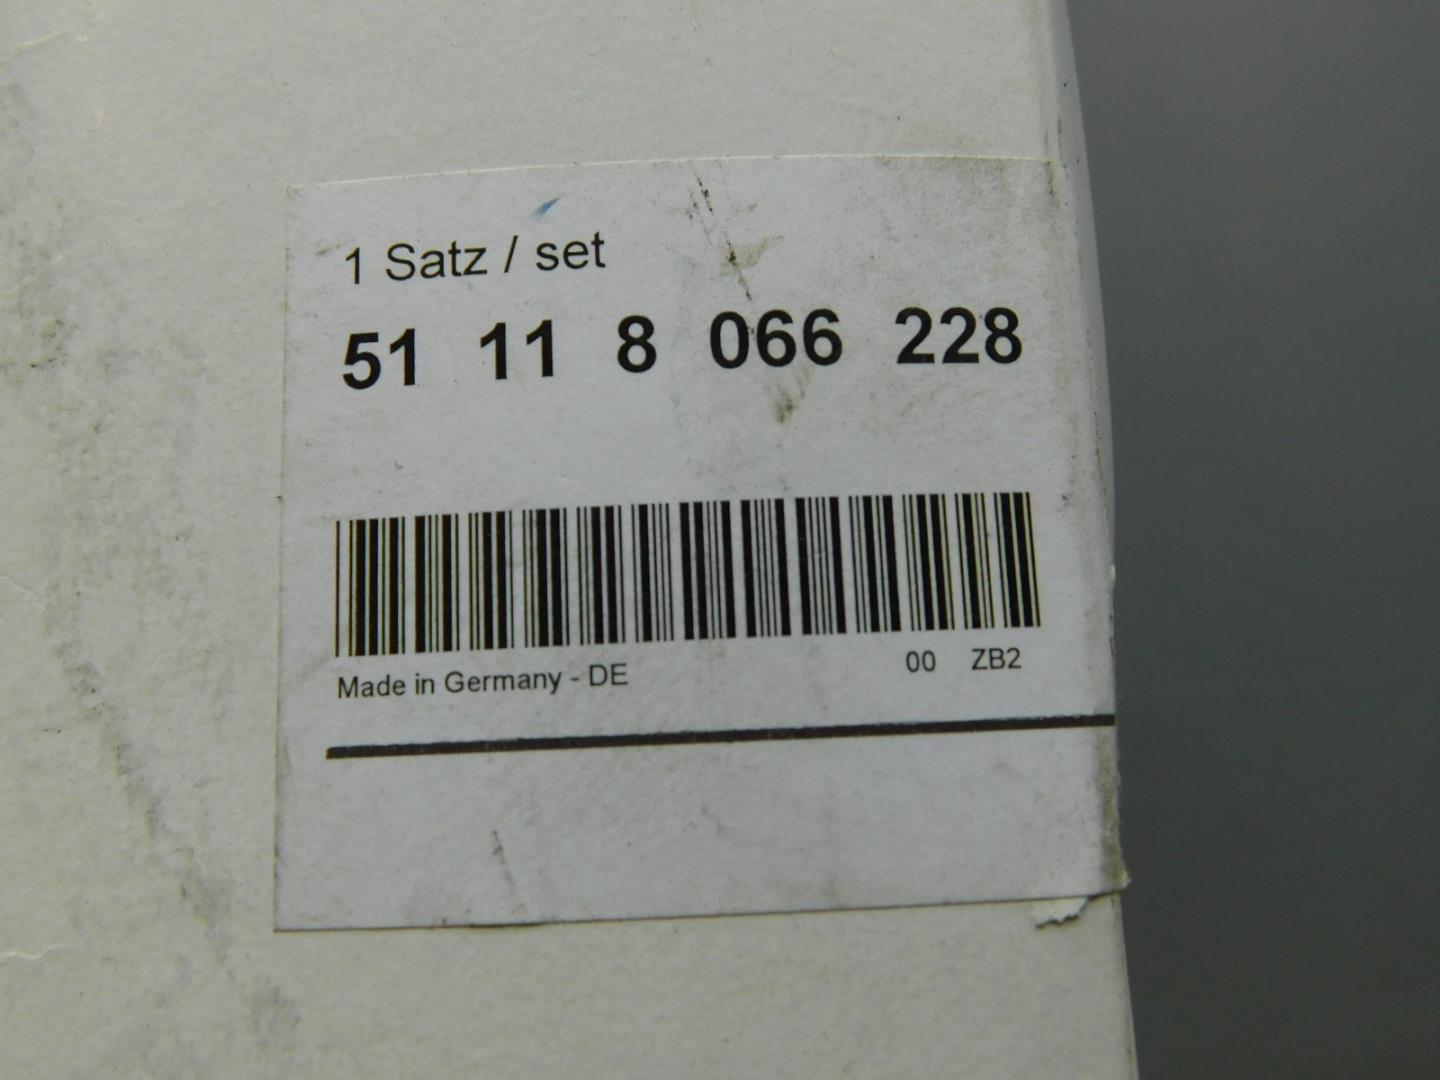 1 Satz / set
51 11 8 066 228
Made in Germany - DE 00 ZB2